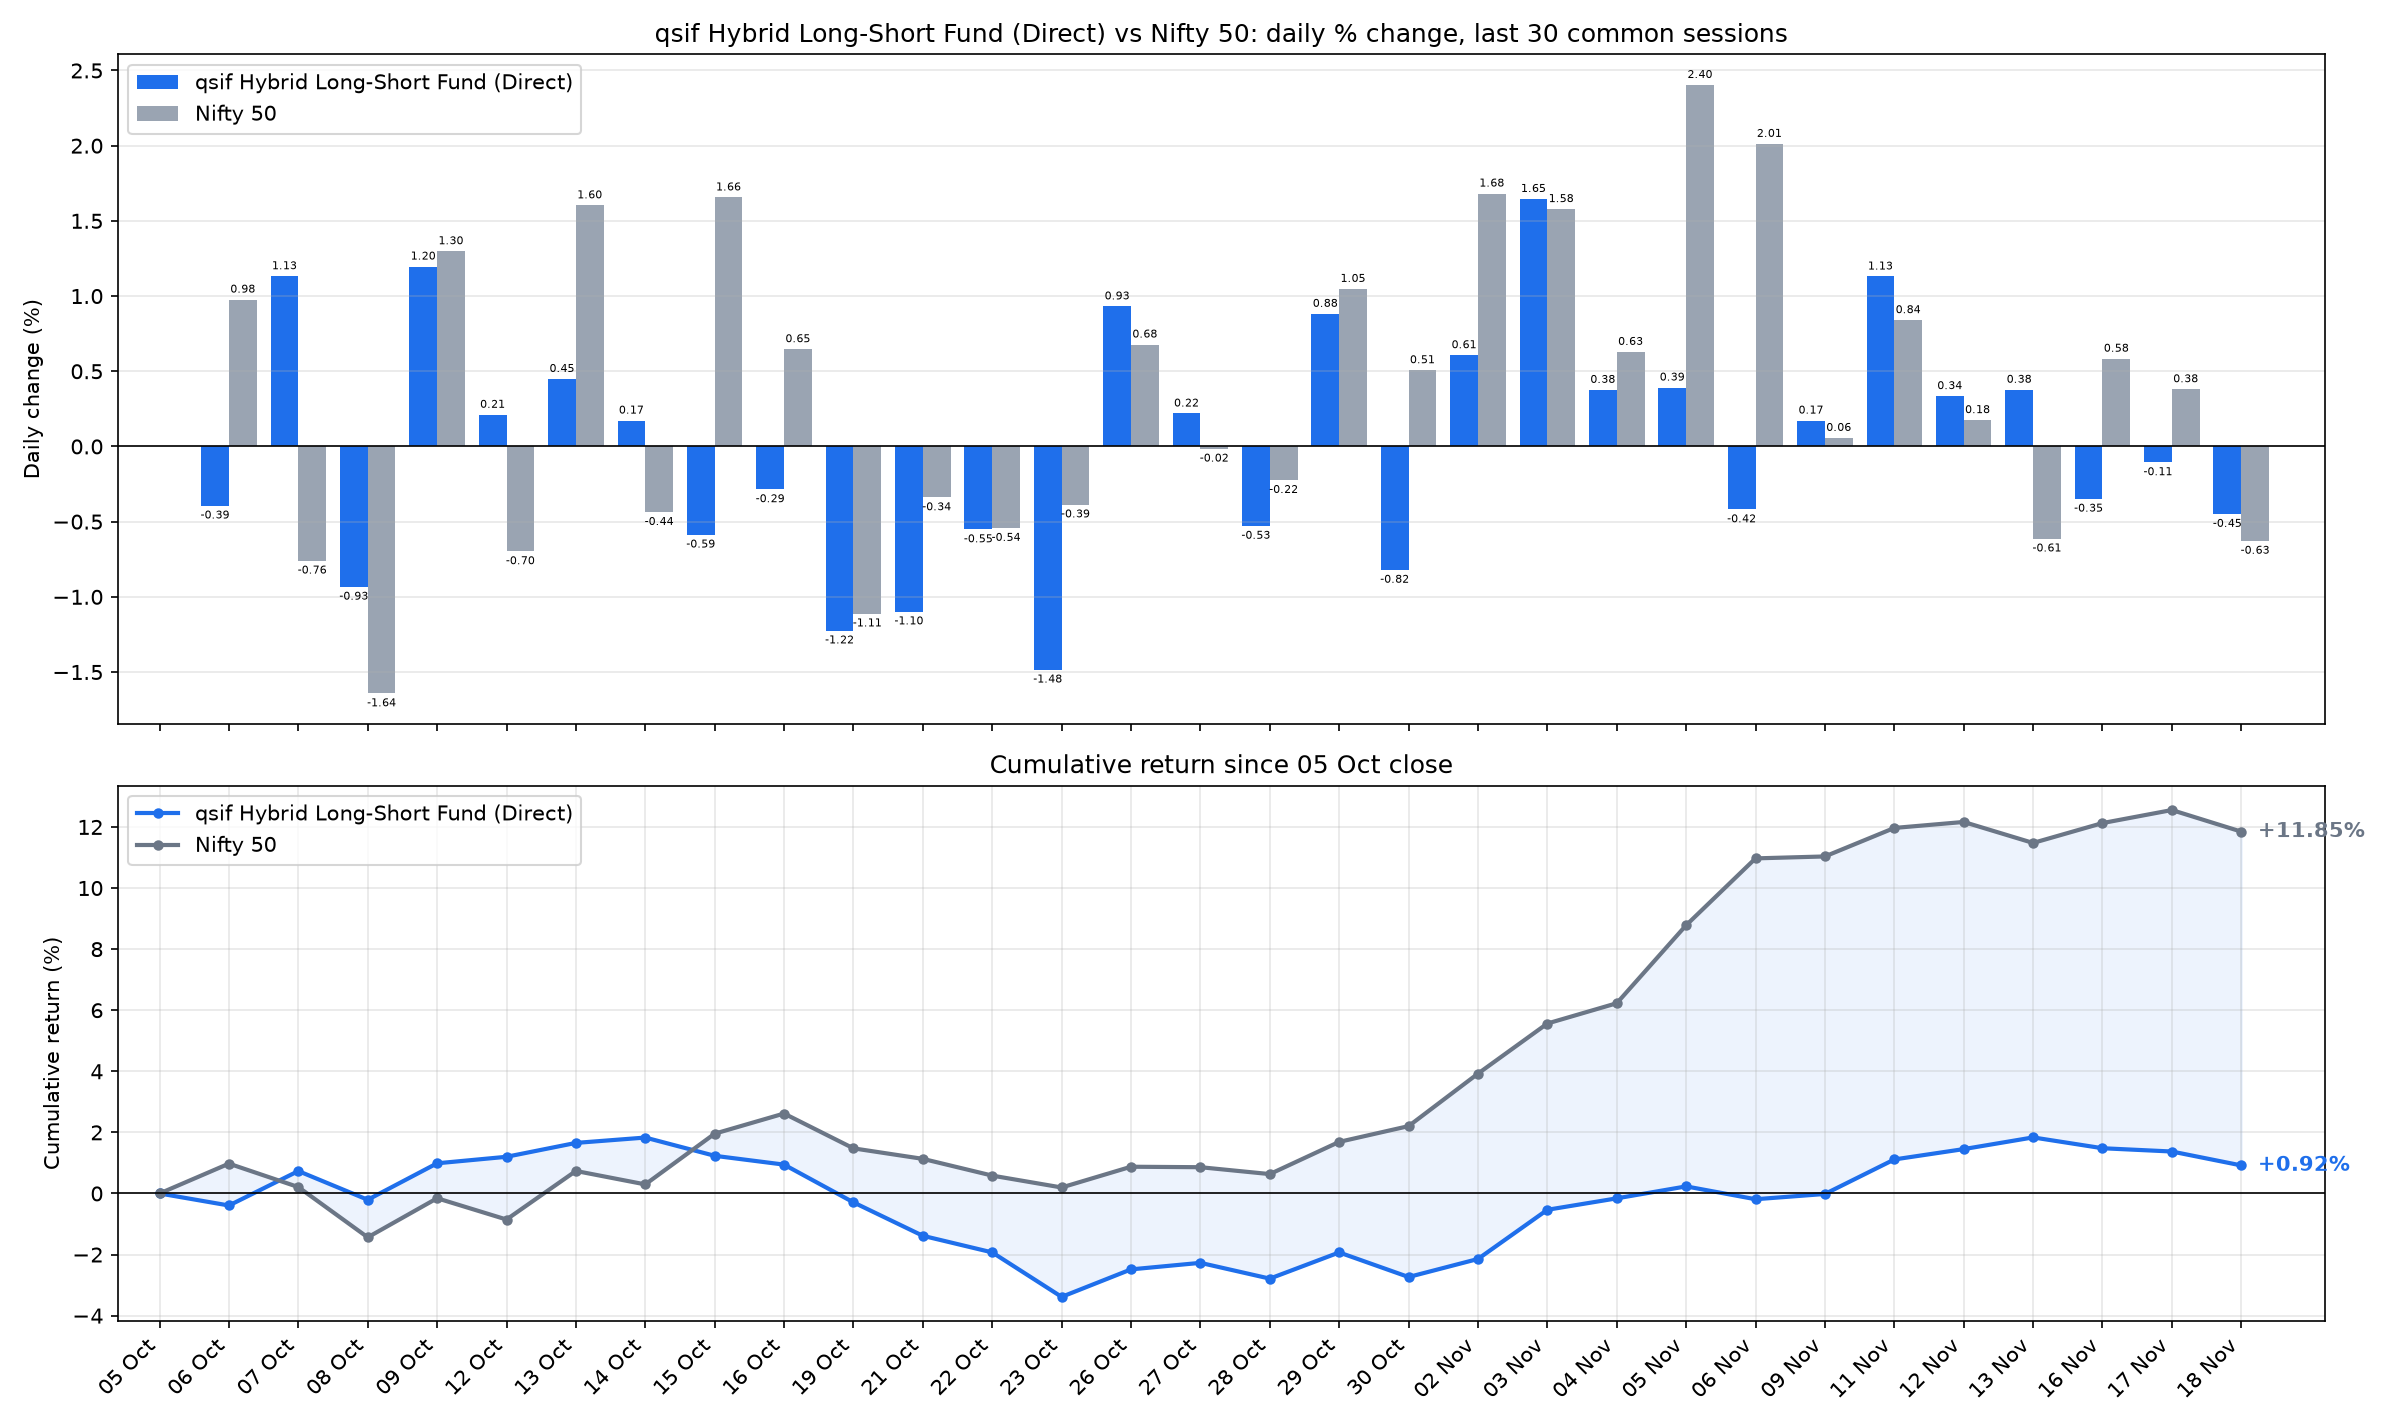 qsif Hybrid Long-Short Fund (Direct) vs Nifty 50: daily % change, last 30 common sessions
qsif Hybrid Long-Short Fund (Direct)
Nifty 50
Daily change (%)
2.5
2.0
1.5
1.0
0.5
0.0
−0.5
−1.0
−1.5
-0.39
0.98
1.13
-0.76
-0.93
-1.64
1.20
1.30
0.21
-0.70
0.45
1.60
0.17
-0.44
-0.59
1.66
-0.29
0.65
-1.22
-1.11
-1.10
-0.34
-0.55
-0.54
-1.48
-0.39
0.93
0.68
0.22
-0.02
-0.53
-0.22
0.88
1.05
-0.82
0.51
0.61
1.68
1.65
1.58
0.38
0.63
0.39
2.40
-0.42
2.01
0.17
0.06
1.13
0.84
0.34
0.18
0.38
-0.61
-0.35
0.58
-0.11
0.38
-0.45
-0.63
Cumulative return since 05 Oct close
qsif Hybrid Long-Short Fund (Direct)
Nifty 50
Cumulative return (%)
12
10
8
6
4
2
0
−2
−4
+11.85%
+0.92%
05 Oct
06 Oct
07 Oct
08 Oct
09 Oct
12 Oct
13 Oct
14 Oct
15 Oct
16 Oct
19 Oct
21 Oct
22 Oct
23 Oct
26 Oct
27 Oct
28 Oct
29 Oct
30 Oct
02 Nov
03 Nov
04 Nov
05 Nov
06 Nov
09 Nov
11 Nov
12 Nov
13 Nov
16 Nov
17 Nov
18 Nov